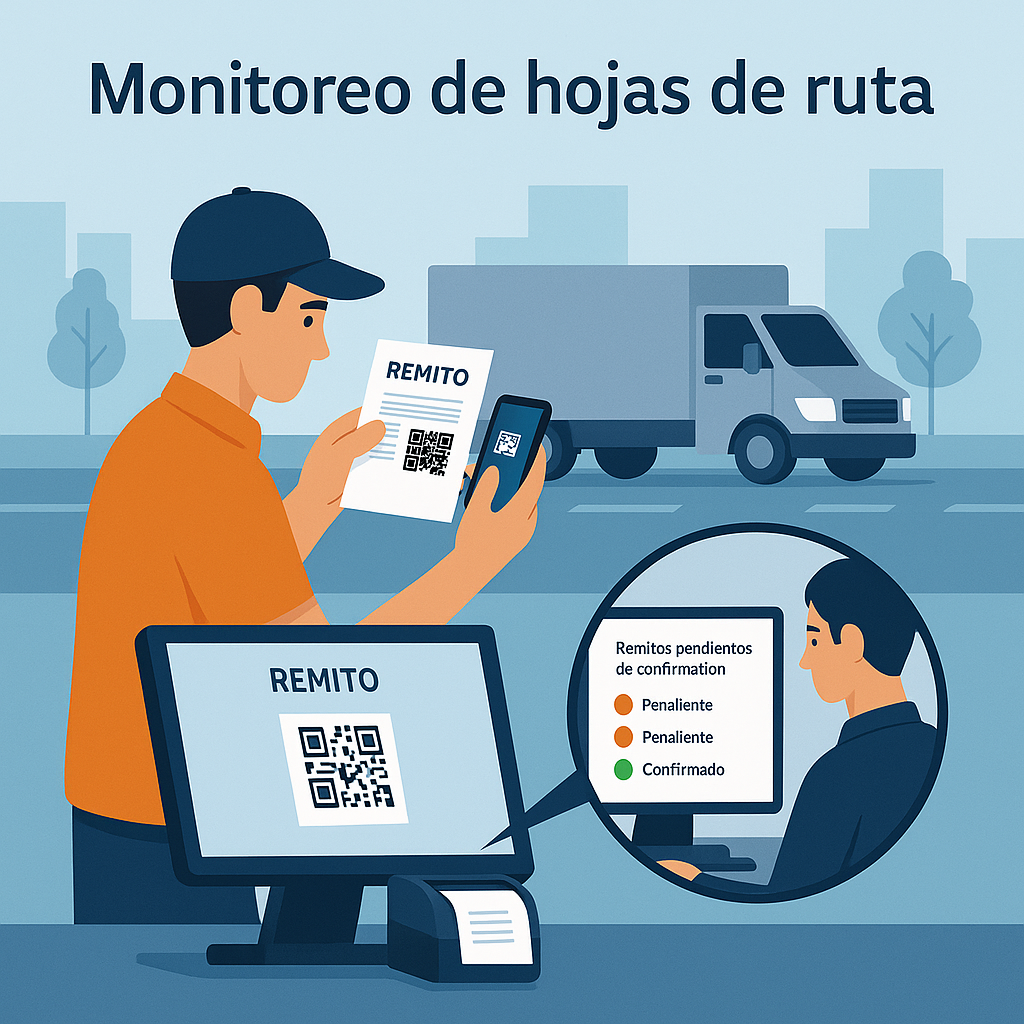 Monitoreo de hojas de ruta
REMITO
REMITO
Remitos pendientos
de confirmation
Penaliente
Penaliente
Confirmado